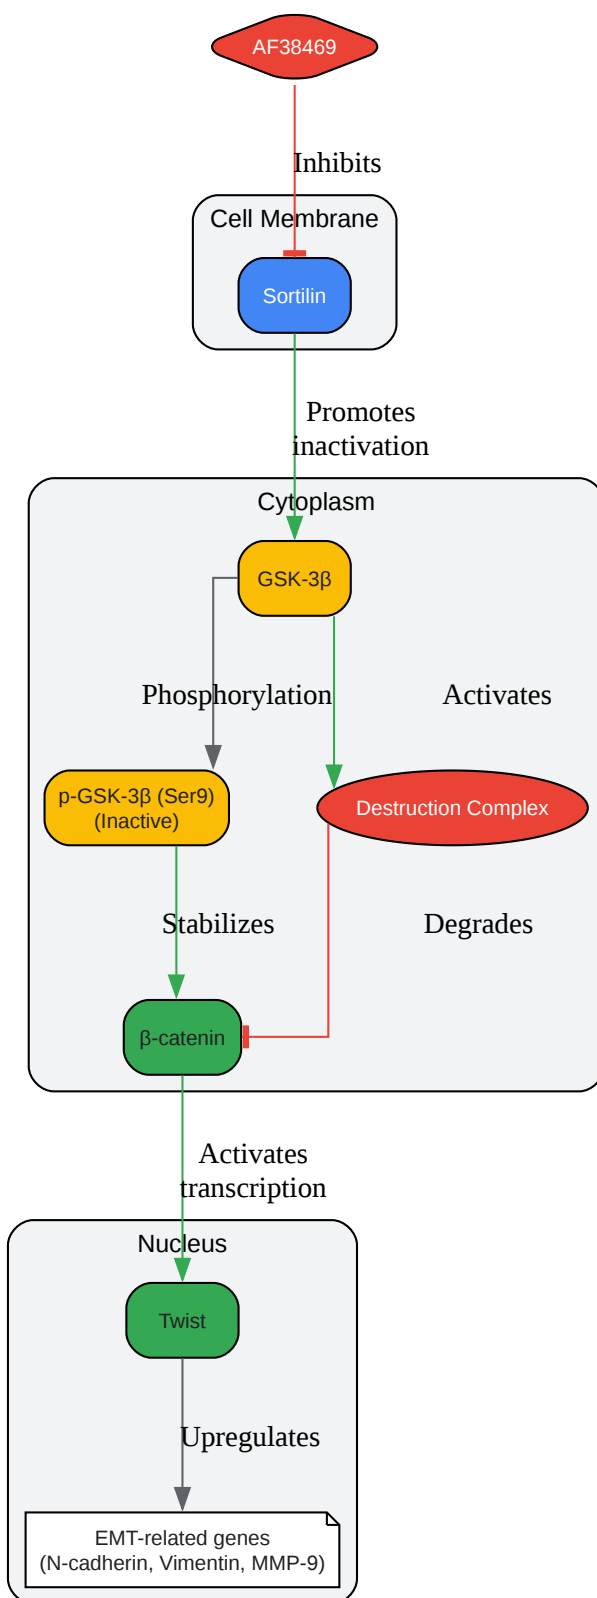 AF38469
Inhibits
Cell Membrane
Sortilin
Promotes
inactivation
Cytoplasm
GSK-3β
Phosphorylation
Activates
p-GSK-3β (Ser9)
(Inactive)
Destruction Complex
Stabilizes
Degrades
β-catenin
Activates
transcription
Nucleus
Twist
Upregulates
EMT-related genes
(N-cadherin, Vimentin, MMP-9)